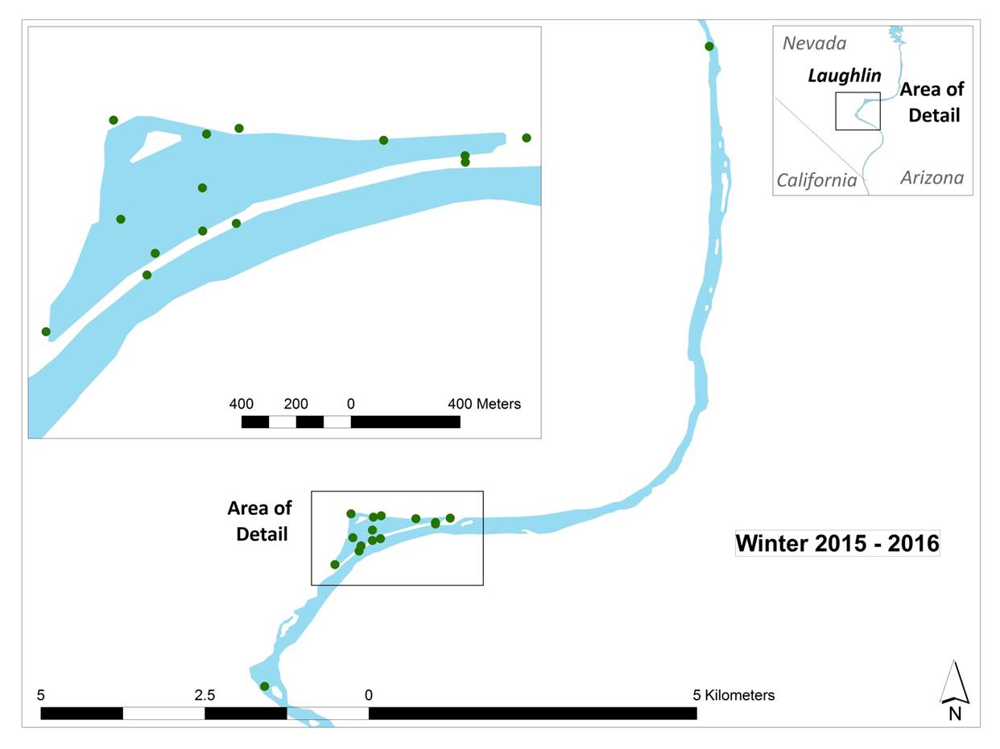 Nevada
Laughlin
Area of
Detail
California
Arizona
400 200 0 400 Meters
Area of
Detail
Winter 2015 - 2016
5 2.5 0 5 Kilometers
N